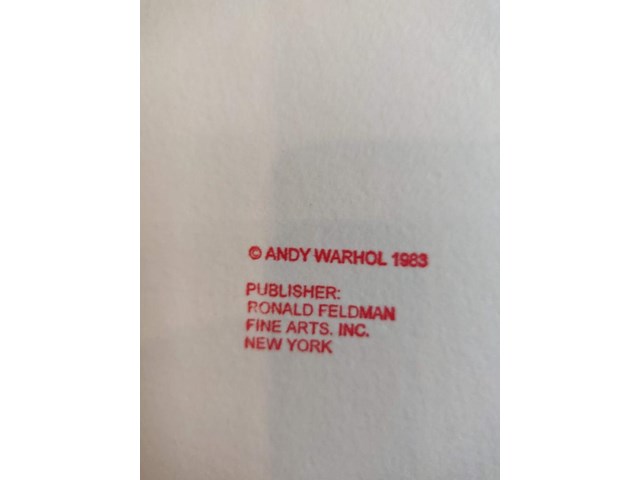 © ANDY WARHOL 1983
PUBLISHER:
RONALD FELDMAN
FINE ARTS. INC.
NEW YORK